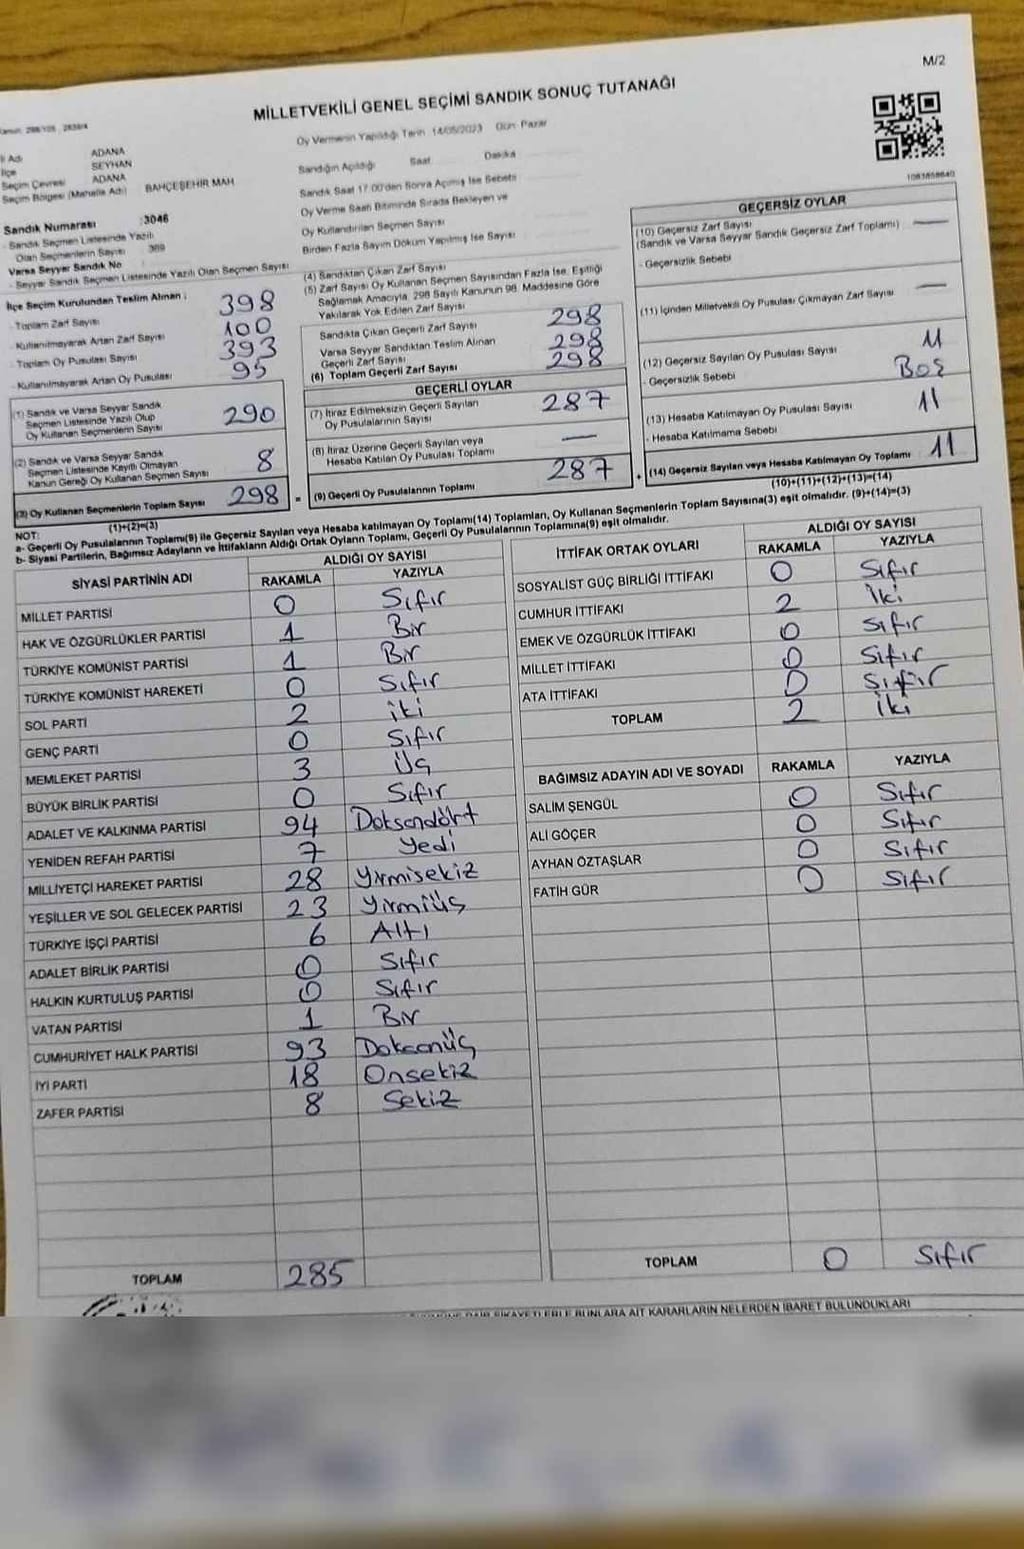 M/2
MİLLETVEKİLİ GENEL SEÇİMİ SANDIK SONUÇ TUTANAĞI
Oy Vermenin Yapıldığı Tarih 14/05/2023 Gün: Pazar
İl Adı ADANA
İlçe SEYHAN
Seçim Çevresi ADANA
Seçim Bölgesi (Mahalle Adı) BAHÇEŞEHİR MAH
Sandık Numarası :3046
- Sandık Seçmen Listesinde Yazılı
Olan Seçmenlerin Sayısı 389
Varsa Seyyar Sandık No
- Seyyar Sandık Seçmen Listesinde Yazılı Olan Seçmen Sayısı
İlçe Seçim Kurulundan Teslim Alınan :
- Toplam Zarf Sayısı 398
- Kullanılmayarak Artan Zarf Sayısı 100
- Toplam Oy Pusulası Sayısı 393
- Kullanılmayarak Artan Oy Pusulası 95
(1) Sandık ve Varsa Seyyar Sandık
Seçmen Listesinde Yazılı Olup
Oy Kullanan Seçmenlerin Sayısı 290
(2) Sandık ve Varsa Seyyar Sandık
Seçmen Listesinde Kayıtlı Olmayan
Kanun Gereği Oy Kullanan Seçmen Sayısı 8
(3) Oy Kullanan Seçmenlerin Toplam Sayısı 298 =
(1)+(2)=(3)
Sandığın Açıldığı Saat Dakika
Sandık Saat 17.00'den Sonra Açılmış İse Sebebi
Oy Verme Saati Bitiminde Sırada Bekleyen ve
Oy Kullandırılan Seçmen Sayısı
Birden Fazla Sayım Döküm Yapılmış İse Sayısı
(4) Sandıktan Çıkan Zarf Sayısı
(5) Zarf Sayısı Oy Kullanan Seçmen Sayısından Fazla İse, Eşitliği
Sağlamak Amacıyla, 298 Sayılı Kanunun 98. Maddesine Göre
Yakılarak Yok Edilen Zarf Sayısı
Sandıkta Çıkan Geçerli Zarf Sayısı 298
Varsa Seyyar Sandıktan Teslim Alınan
Geçerli Zarf Sayısı 298
(6) Toplam Geçerli Zarf Sayısı 298
GEÇERLİ OYLAR
(7) İtiraz Edilmeksizin Geçerli Sayılan
Oy Pusulalarının Sayısı 287
(8) İtiraz Üzerine Geçerli Sayılan veya
Hesaba Katılan Oy Pusulası Toplamı —
(9) Geçerli Oy Pusulalarının Toplamı 287 +
1083858640
GEÇERSİZ OYLAR
(10) Geçersiz Zarf Sayısı —
(Sandık ve Varsa Seyyar Sandık Geçersiz Zarf Toplamı)
- Geçersizlik Sebebi
(11) İçinden Milletvekili Oy Pusulası Çıkmayan Zarf Sayısı —
(12) Geçersiz Sayılan Oy Pusulası Sayısı 11
- Geçersizlik Sebebi Boş
(13) Hesaba Katılmayan Oy Pusulası Sayısı 11
- Hesaba Katılmama Sebebi
(14) Geçersiz Sayılan veya Hesaba Katılmayan Oy Toplamı 11
(10)+(11)+(12)+(13)=(14)
NOT:
a- Geçerli Oy Pusulalarının Toplamı(9) ile Geçersiz Sayılan veya Hesaba katılmayan Oy Toplamı(14) Toplamları, Oy Kullanan Seçmenlerin Toplam Sayısına(3) eşit olmalıdır. (9)+(14)=(3)
b- Siyasi Partilerin, Bağımsız Adayların ve İttifakların Aldığı Ortak Oyların Toplamı, Geçerli Oy Pusulalarının Toplamına(9) eşit olmalıdır.
SİYASİ PARTİNİN ADI ALDIĞI OY SAYISI
RAKAMLA YAZIYLA
MİLLET PARTİSİ 0 Sıfır
HAK VE ÖZGÜRLÜKLER PARTİSİ 1 Bir
TÜRKİYE KOMÜNİST PARTİSİ 1 Bir
TÜRKİYE KOMÜNİST HAREKETİ 0 Sıfır
SOL PARTİ 2 İki
GENÇ PARTİ 0 Sıfır
MEMLEKET PARTİSİ 3 Üç
BÜYÜK BİRLİK PARTİSİ 0 Sıfır
ADALET VE KALKINMA PARTİSİ 94 Doksandört
YENİDEN REFAH PARTİSİ 7 Yedi
MİLLİYETÇİ HAREKET PARTİSİ 28 Yirmisekiz
YEŞİLLER VE SOL GELECEK PARTİSİ 23 Yirmiüç
TÜRKİYE İŞÇİ PARTİSİ 6 Altı
ADALET BİRLİK PARTİSİ 0 Sıfır
HALKIN KURTULUŞ PARTİSİ 0 Sıfır
VATAN PARTİSİ 1 Bir
CUMHURİYET HALK PARTİSİ 93 Doksanüç
İYİ PARTİ 18 Onsekiz
ZAFER PARTİSİ 8 Sekiz
TOPLAM 285
İTTİFAK ORTAK OYLARI ALDIĞI OY SAYISI
RAKAMLA YAZIYLA
SOSYALİST GÜÇ BİRLİĞİ İTTİFAKI 0 Sıfır
CUMHUR İTTİFAKI 2 İki
EMEK VE ÖZGÜRLÜK İTTİFAKI 0 Sıfır
MİLLET İTTİFAKI 0 Sıfır
ATA İTTİFAKI 0 Sıfır
TOPLAM 2 İki
BAĞIMSIZ ADAYIN ADI VE SOYADI RAKAMLA YAZIYLA
SALİM ŞENGÜL 0 Sıfır
ALİ GÖÇER 0 Sıfır
AYHAN ÖZTAŞLAR 0 Sıfır
FATİH GÜR 0 Sıfır
TOPLAM 0 Sıfır
ŞİKAYETLERLE BUNLARA AİT KARARLARIN NELERDEN İBARET BULUNDUKLARI